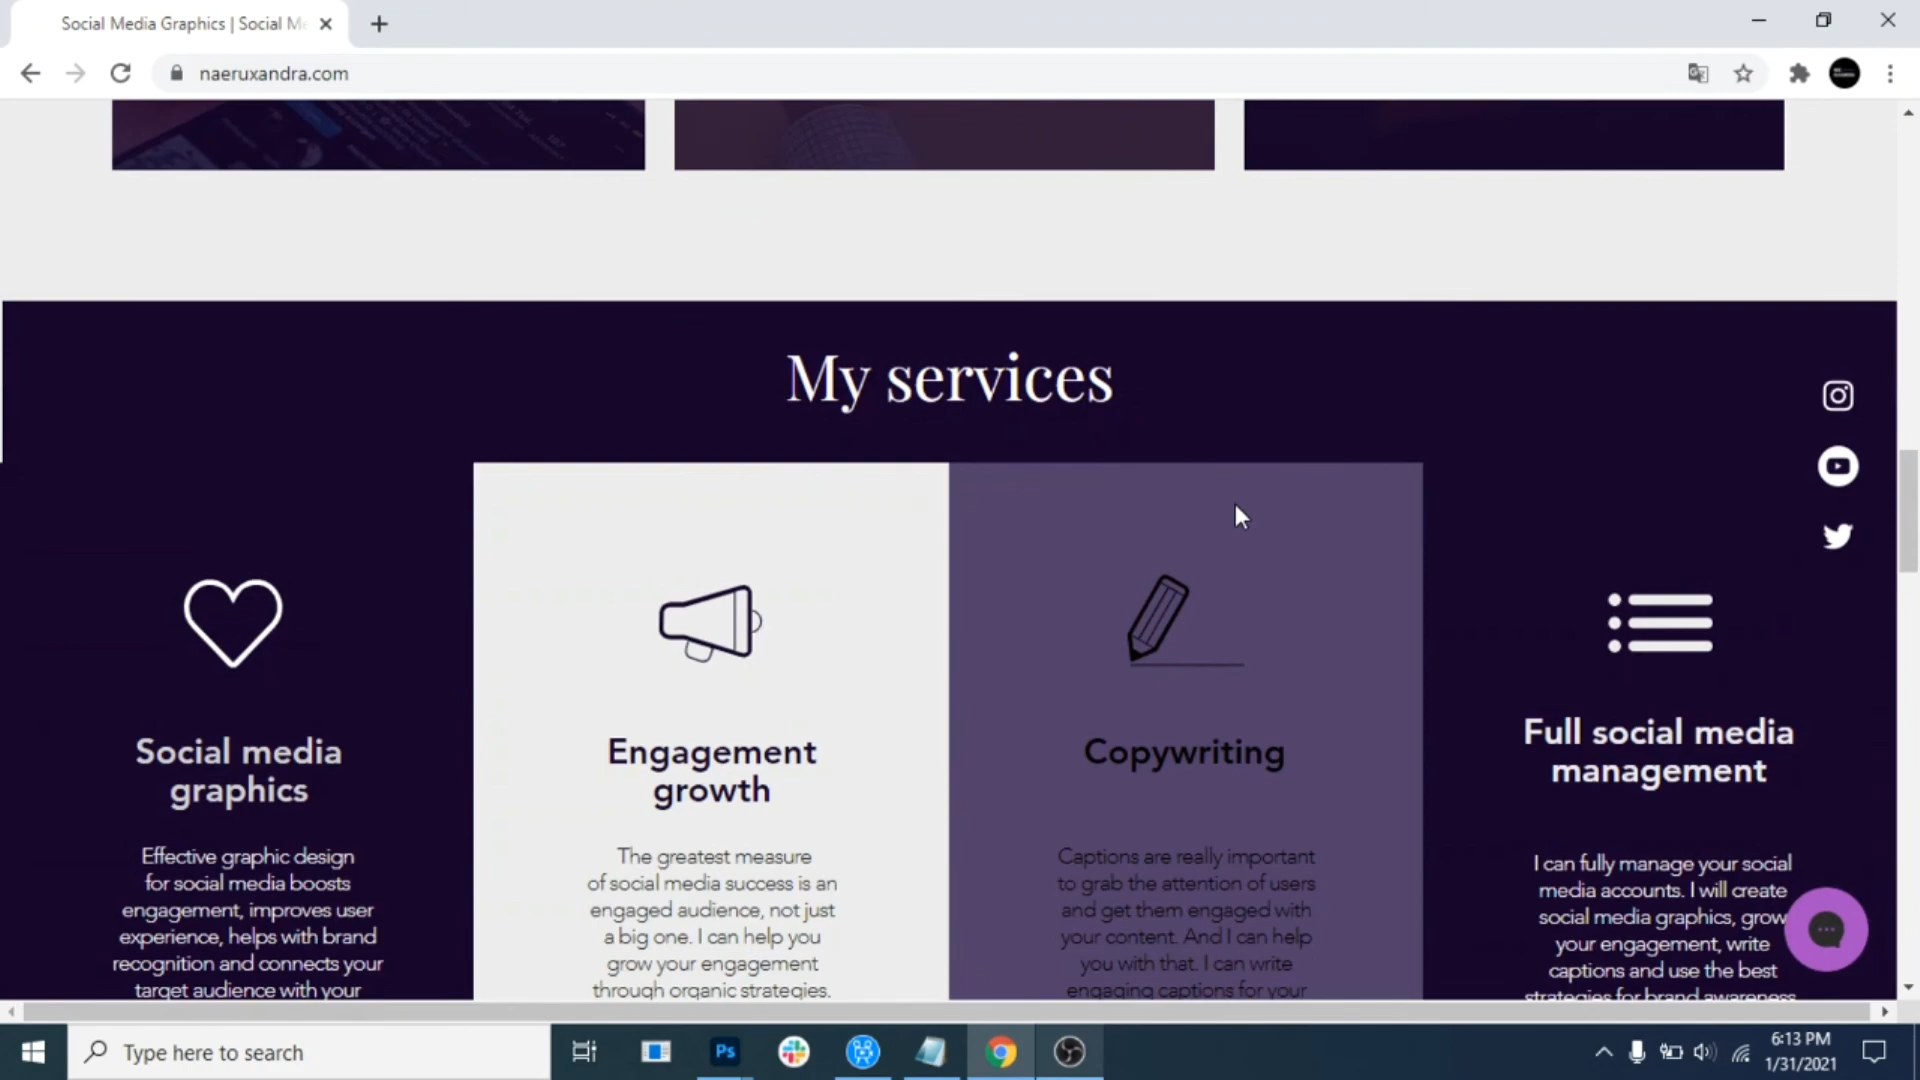 Social Media Graphics | Social Me
naeruxandra.com
My services
Social media
graphics
Effective graphic design
for social media boosts
engagement, improves user
experience, helps with brand
recognition and connects your
target audience with your
Engagement
growth
The greatest measure
of social media success is an
engaged audience, not just
a big one. I can help you
grow your engagement
through organic strategies.
Copywriting
Captions are really important
to grab the attention of users
and get them engaged with
your content. And I can help
you with that. I can write
engaging captions for your
Full social media
management
I can fully manage your social
media accounts. I will create
social media graphics, grow
your engagement, write
captions and use the best
strategies for brand awareness
Type here to search
Ps
6:13 PM
1/31/2021